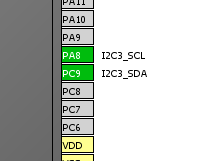 PA11
PA10
PA9
PA8 I2C3_SCL
PC9 I2C3_SDA
PC8
PC7
PC6
VDD